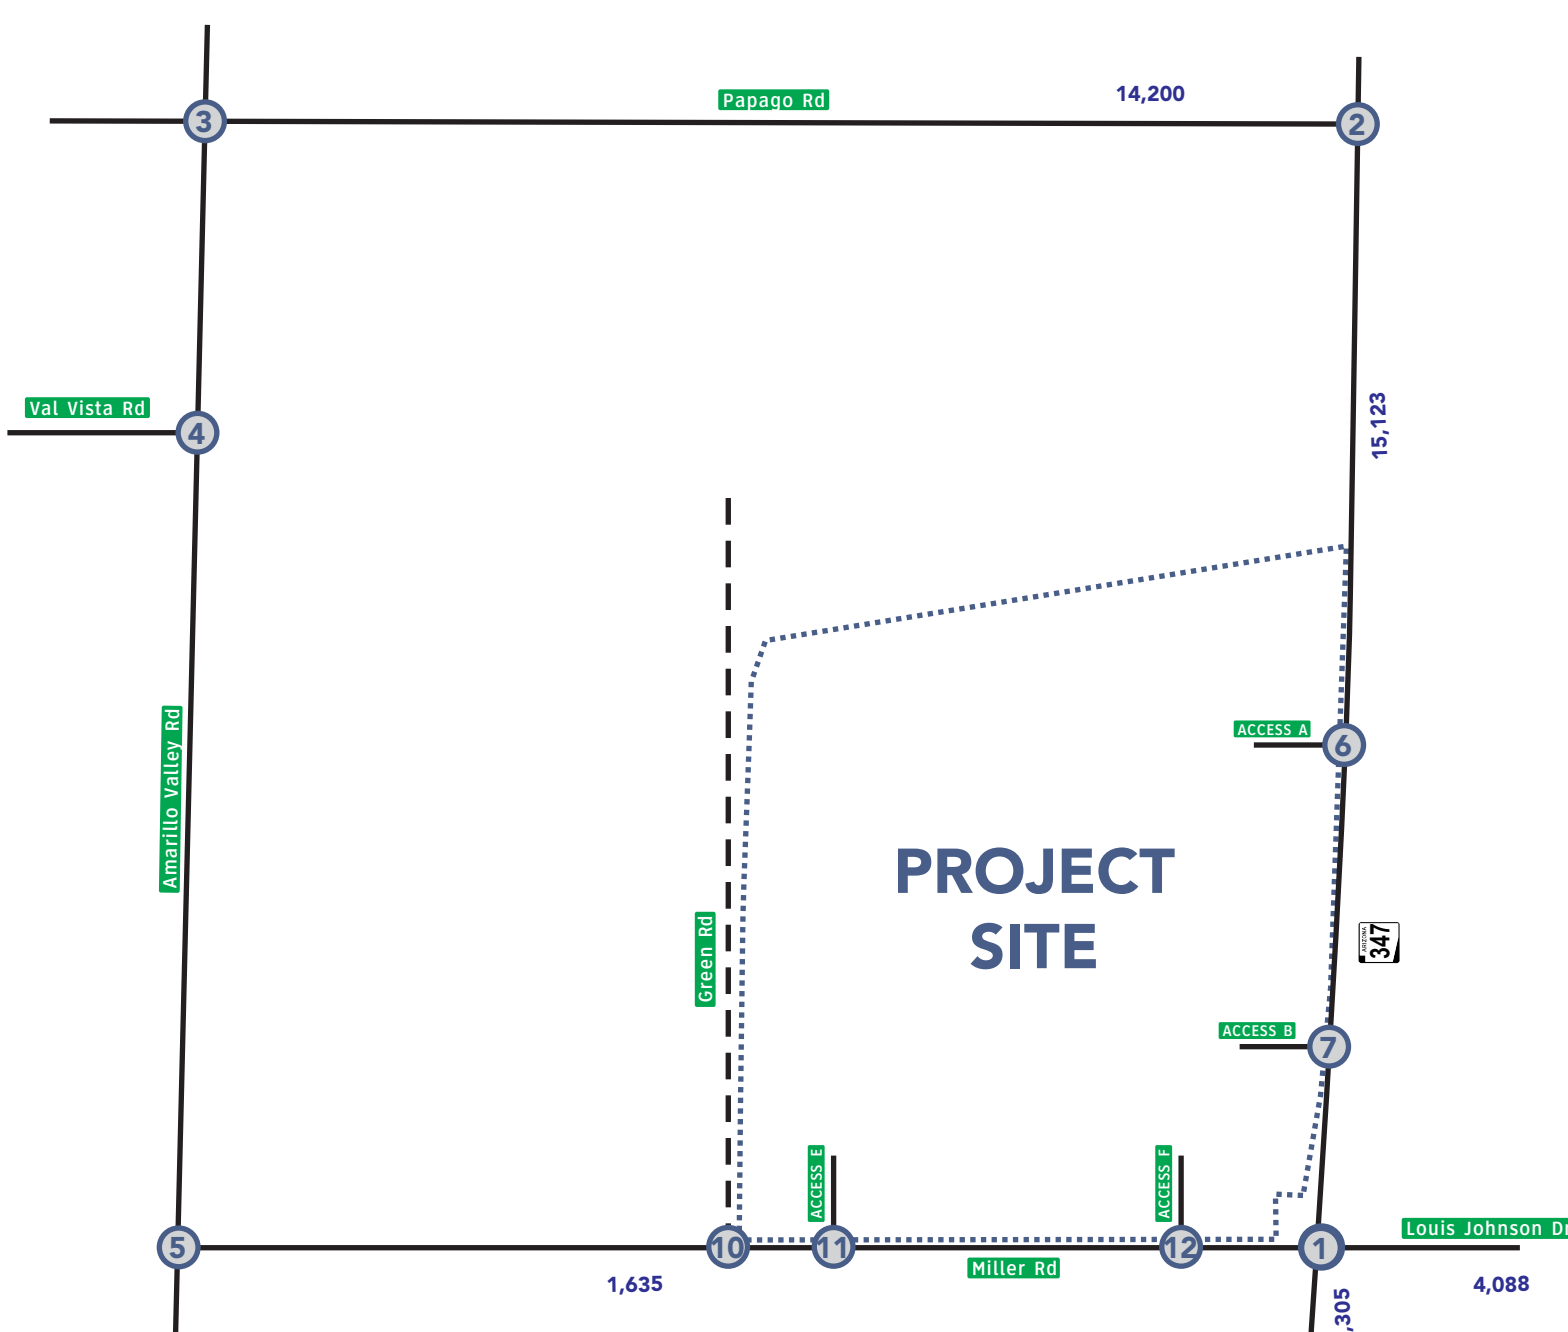 Papago Rd
14,200
3
2
Val Vista Rd
4
15,123
Amarillo Valley Rd
ACCESS A
6
PROJECT
SITE
Green Rd
ARIZONA
347
ACCESS B
7
ACCESS E
ACCESS F
Louis Johnson
5
10
11
12
1
Miller Rd
1,635
4,088
,305